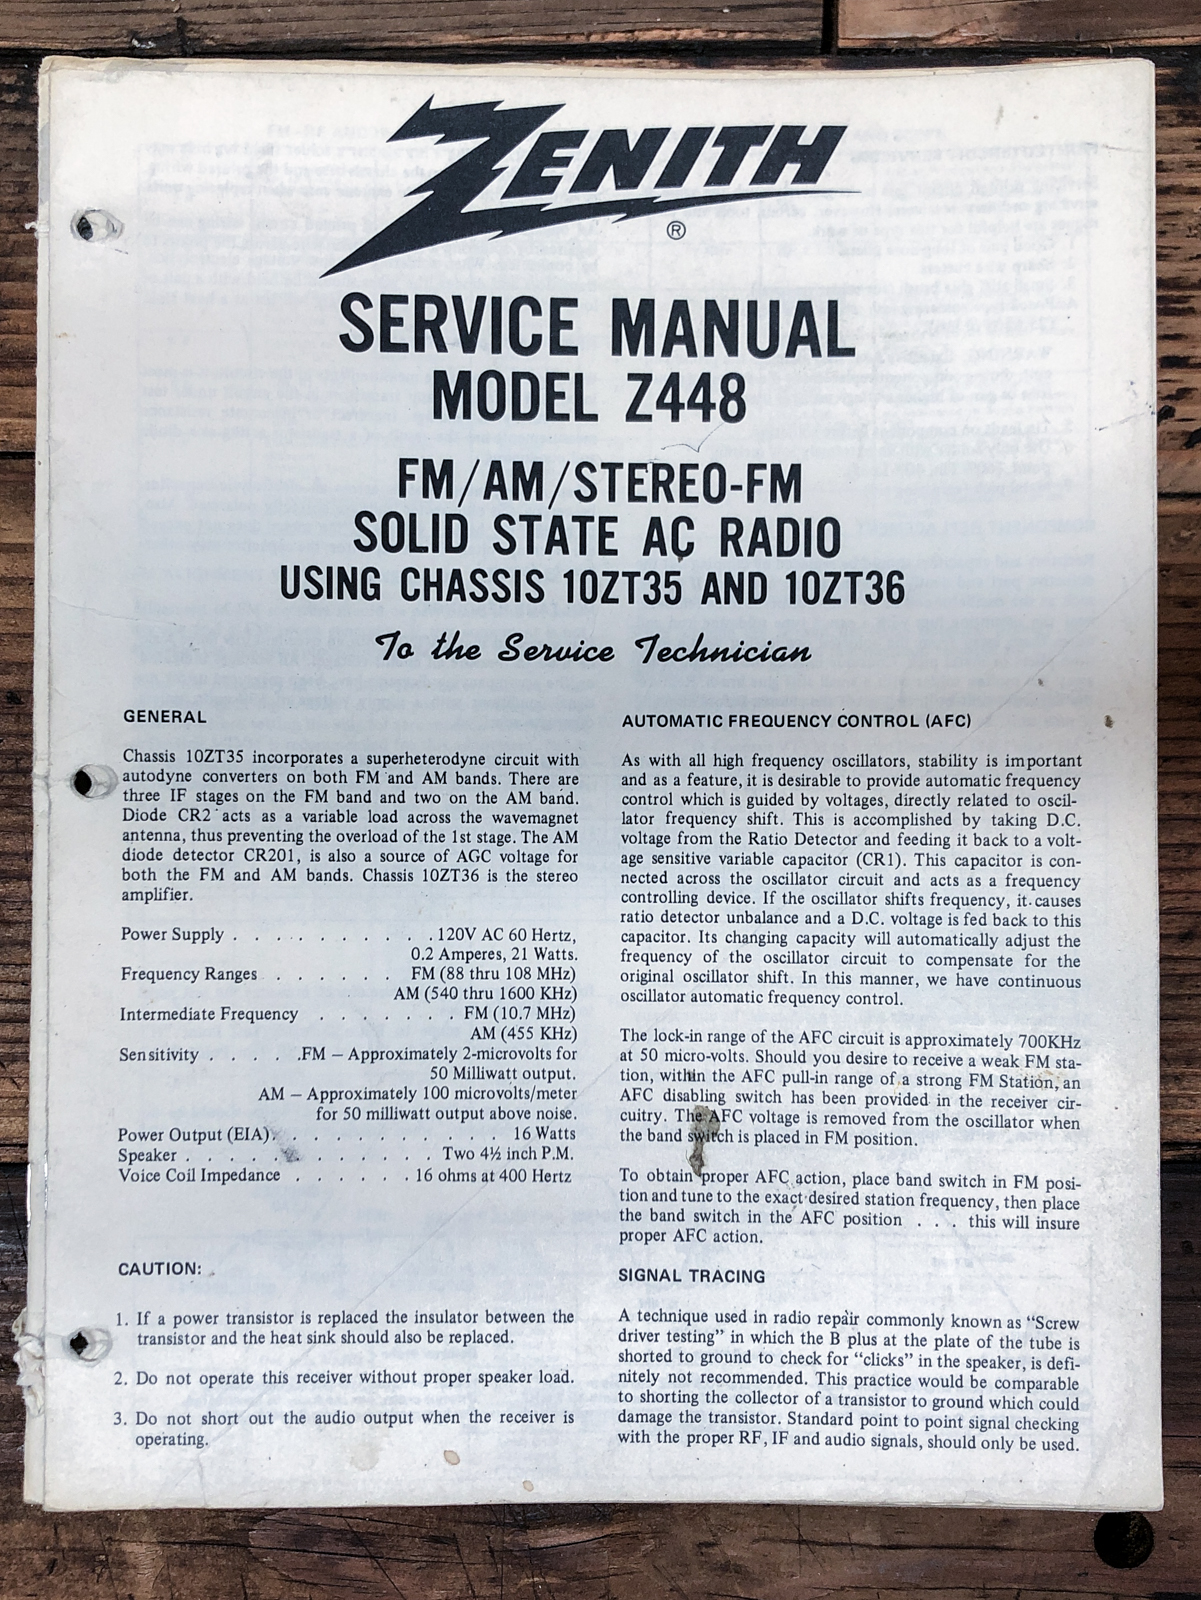 ZENITH
®
SERVICE MANUAL
MODEL Z448
FM/AM/STEREO-FM
SOLID STATE AC RADIO
USING CHASSIS 10ZT35 AND 10ZT36
To the Service Technician
GENERAL
Chassis 10ZT35 incorporates a superheterodyne circuit with
autodyne converters on both FM and AM bands. There are
three IF stages on the FM band and two on the AM band.
Diode CR2 acts as a variable load across the wavemagnet
antenna, thus preventing the overload of the 1st stage. The AM
diode detector CR201, is also a source of AGC voltage for
both the FM and AM bands. Chassis 10ZT36 is the stereo
amplifier.
Power Supply . . . . . . . . . . . 120V AC 60 Hertz,
0.2 Amperes, 21 Watts.
Frequency Ranges . . . . . . . FM (88 thru 108 MHz)
AM (540 thru 1600 KHz)
Intermediate Frequency . . . . . . . FM (10.7 MHz)
AM (455 KHz)
Sensitivity . . . . .FM – Approximately 2-microvolts for
50 Milliwatt output.
AM – Approximately 100 microvolts/meter
for 50 milliwatt output above noise.
Power Output (EIA). . . . . . . . . . . . 16 Watts
Speaker . . . . . . . . . . . . . Two 4½ inch P.M.
Voice Coil Impedance . . . . . . 16 ohms at 400 Hertz
CAUTION:
1. If a power transistor is replaced the insulator between the
transistor and the heat sink should also be replaced.
2. Do not operate this receiver without proper speaker load.
3. Do not short out the audio output when the receiver is
operating.
AUTOMATIC FREQUENCY CONTROL (AFC)
As with all high frequency oscillators, stability is important
and as a feature, it is desirable to provide automatic frequency
control which is guided by voltages, directly related to oscil-
lator frequency shift. This is accomplished by taking D.C.
voltage from the Ratio Detector and feeding it back to a volt-
age sensitive variable capacitor (CR1). This capacitor is con-
nected across the oscillator circuit and acts as a frequency
controlling device. If the oscillator shifts frequency, it causes
ratio detector unbalance and a D.C. voltage is fed back to this
capacitor. Its changing capacity will automatically adjust the
frequency of the oscillator circuit to compensate for the
original oscillator shift. In this manner, we have continuous
oscillator automatic frequency control.
The lock-in range of the AFC circuit is approximately 700KHz
at 50 micro-volts. Should you desire to receive a weak FM sta-
tion, within the AFC pull-in range of a strong FM Station, an
AFC disabling switch has been provided in the receiver cir-
cuitry. The AFC voltage is removed from the oscillator when
the band switch is placed in FM position.
To obtain proper AFC action, place band switch in FM posi-
tion and tune to the exact desired station frequency, then place
the band switch in the AFC position . . . this will insure
proper AFC action.
SIGNAL TRACING
A technique used in radio repair commonly known as “Screw
driver testing” in which the B plus at the plate of the tube is
shorted to ground to check for “clicks” in the speaker, is defi-
nitely not recommended. This practice would be comparable
to shorting the collector of a transistor to ground which could
damage the transistor. Standard point to point signal checking
with the proper RF, IF and audio signals, should only be used.